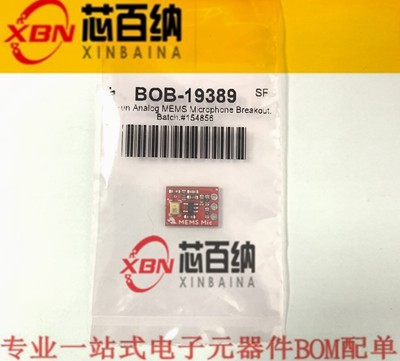 XBN 芯百纳
XINBAINA
BOB-19389 SF
Analog MEMS Microphone Breakout.
Batch:#154856
MEMS Mic
XBN 芯百纳
XINBAINA
专业一站式电子元器件BOM配单